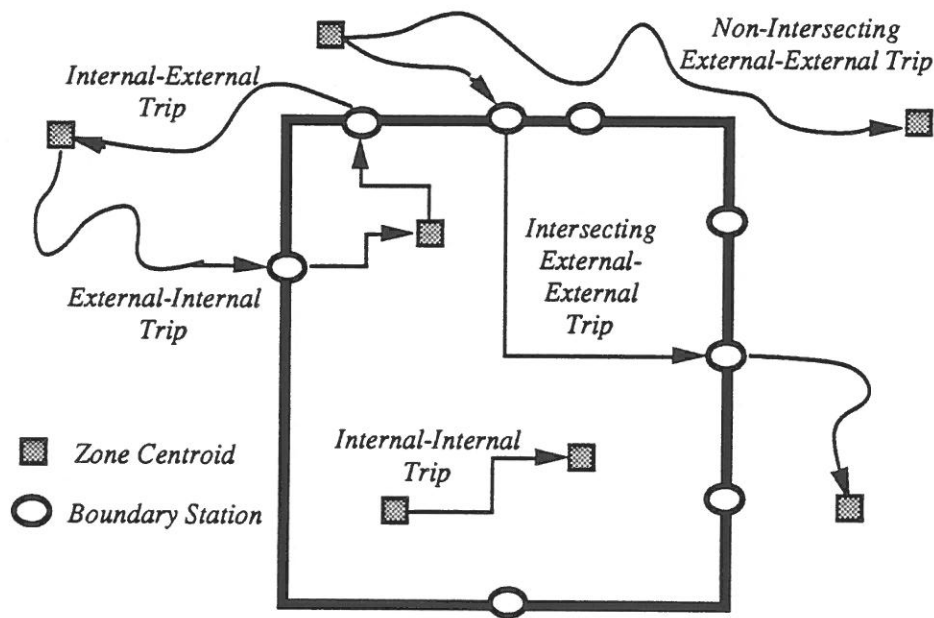 Non-Intersecting
External-External Trip
Internal-External
Trip
Intersecting
External-
External
Trip
External-Internal
Trip
Internal-Internal
Trip
Zone Centroid
Boundary Station